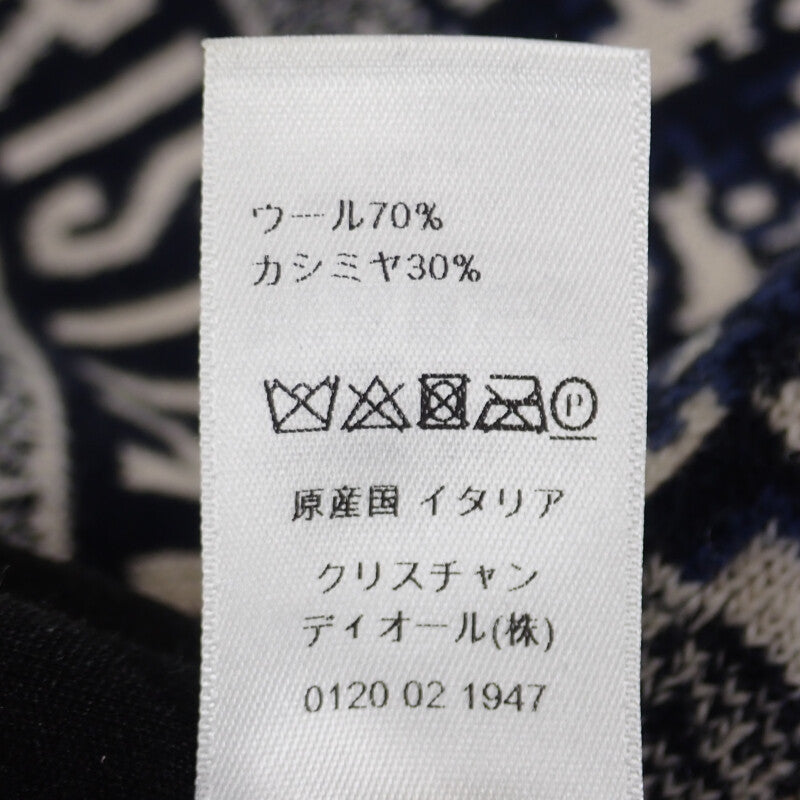 ウール70%
カシミヤ30%
P
原産国 イタリア
クリスチャン
ディオール(株)
0120 02 1947